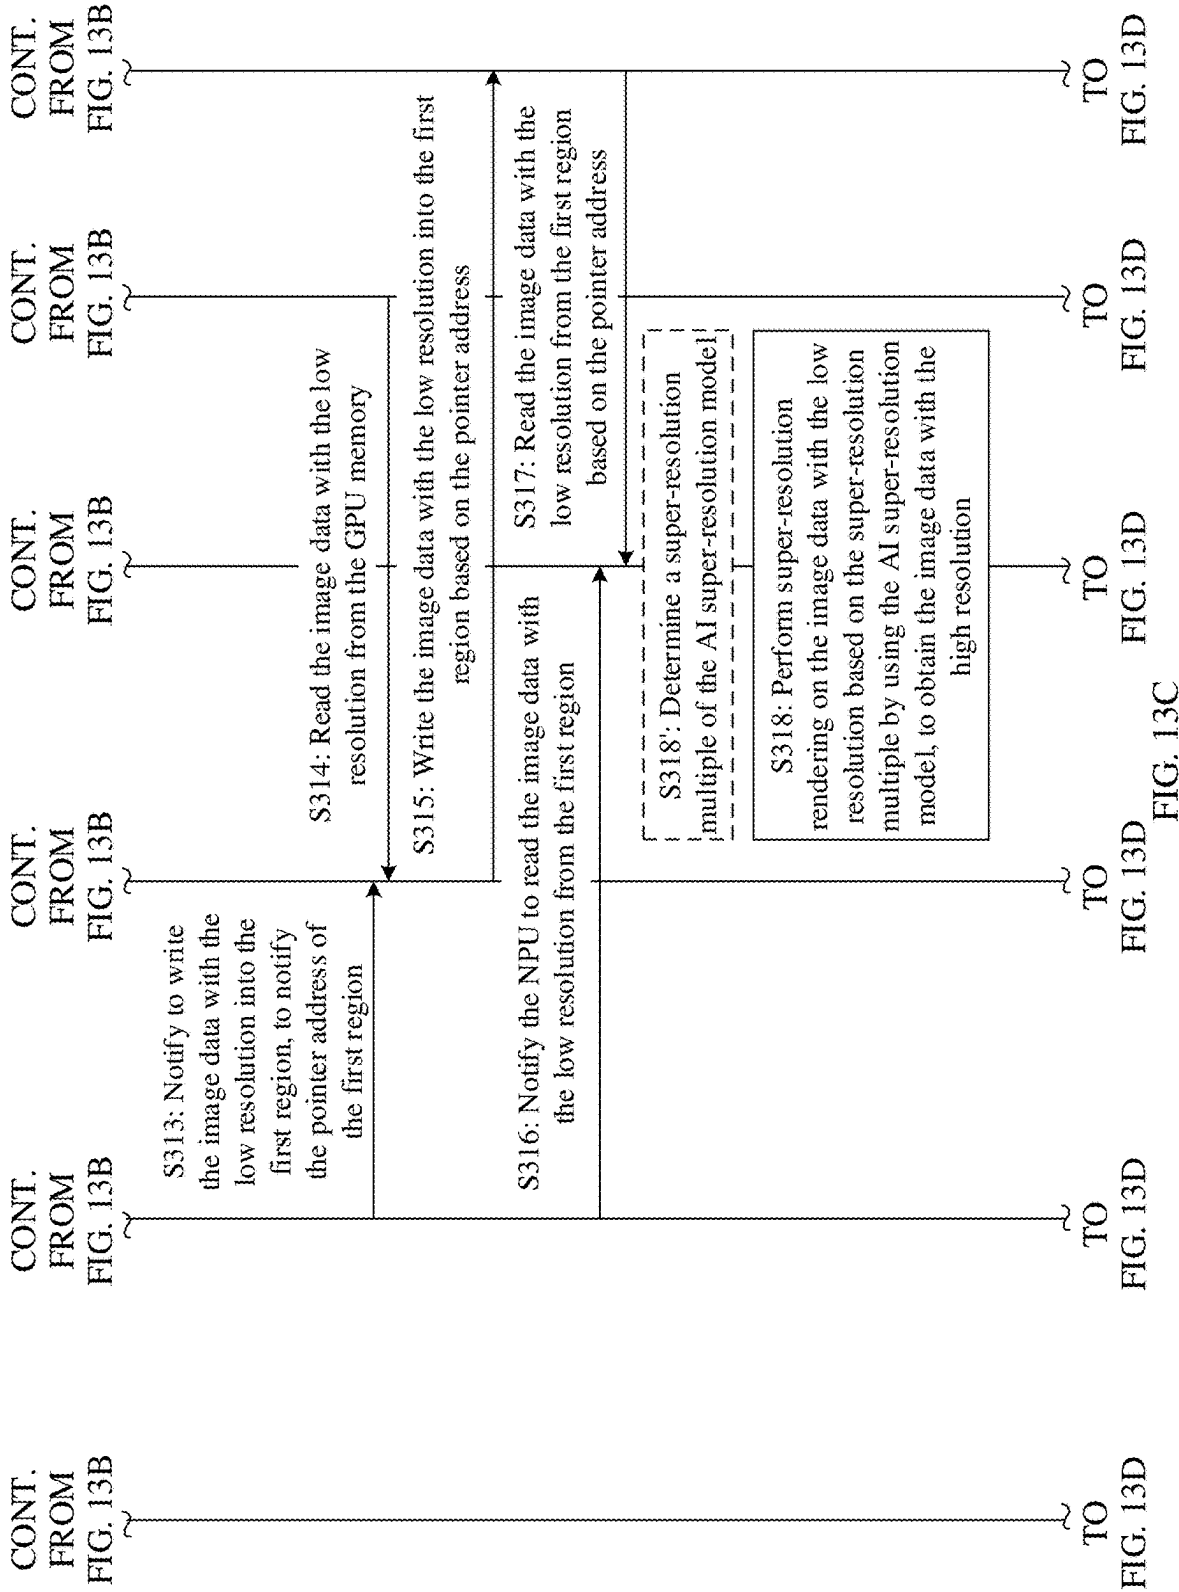 CONT.
FROM
FIG. 13B
CONT.
FROM
FIG. 13B
CONT.
FROM
FIG. 13B
CONT.
FROM
FIG. 13B
CONT.
FROM
FIG. 13B
CONT.
FROM
FIG. 13B
S313: Notify to write
the image data with the
low resolution into the
first region, to notify
the pointer address of
the first region
S314: Read the image data with the low
resolution from the GPU memory
S315: Write the image data with the low resolution into the first
region based on the pointer address
S316: Notify the NPU to read the image data with
the low resolution from the first region
S317: Read the image data with the
low resolution from the first region
based on the pointer address
S318': Determine a super-resolution
multiple of the AI super-resolution model
S318: Perform super-resolution
rendering on the image data with the low
resolution based on the super-resolution
multiple by using the AI super-resolution
model, to obtain the image data with the
high resolution
TO
FIG. 13D
TO
FIG. 13D
TO
FIG. 13D
TO
FIG. 13D
TO
FIG. 13D
TO
FIG. 13D
FIG. 13C